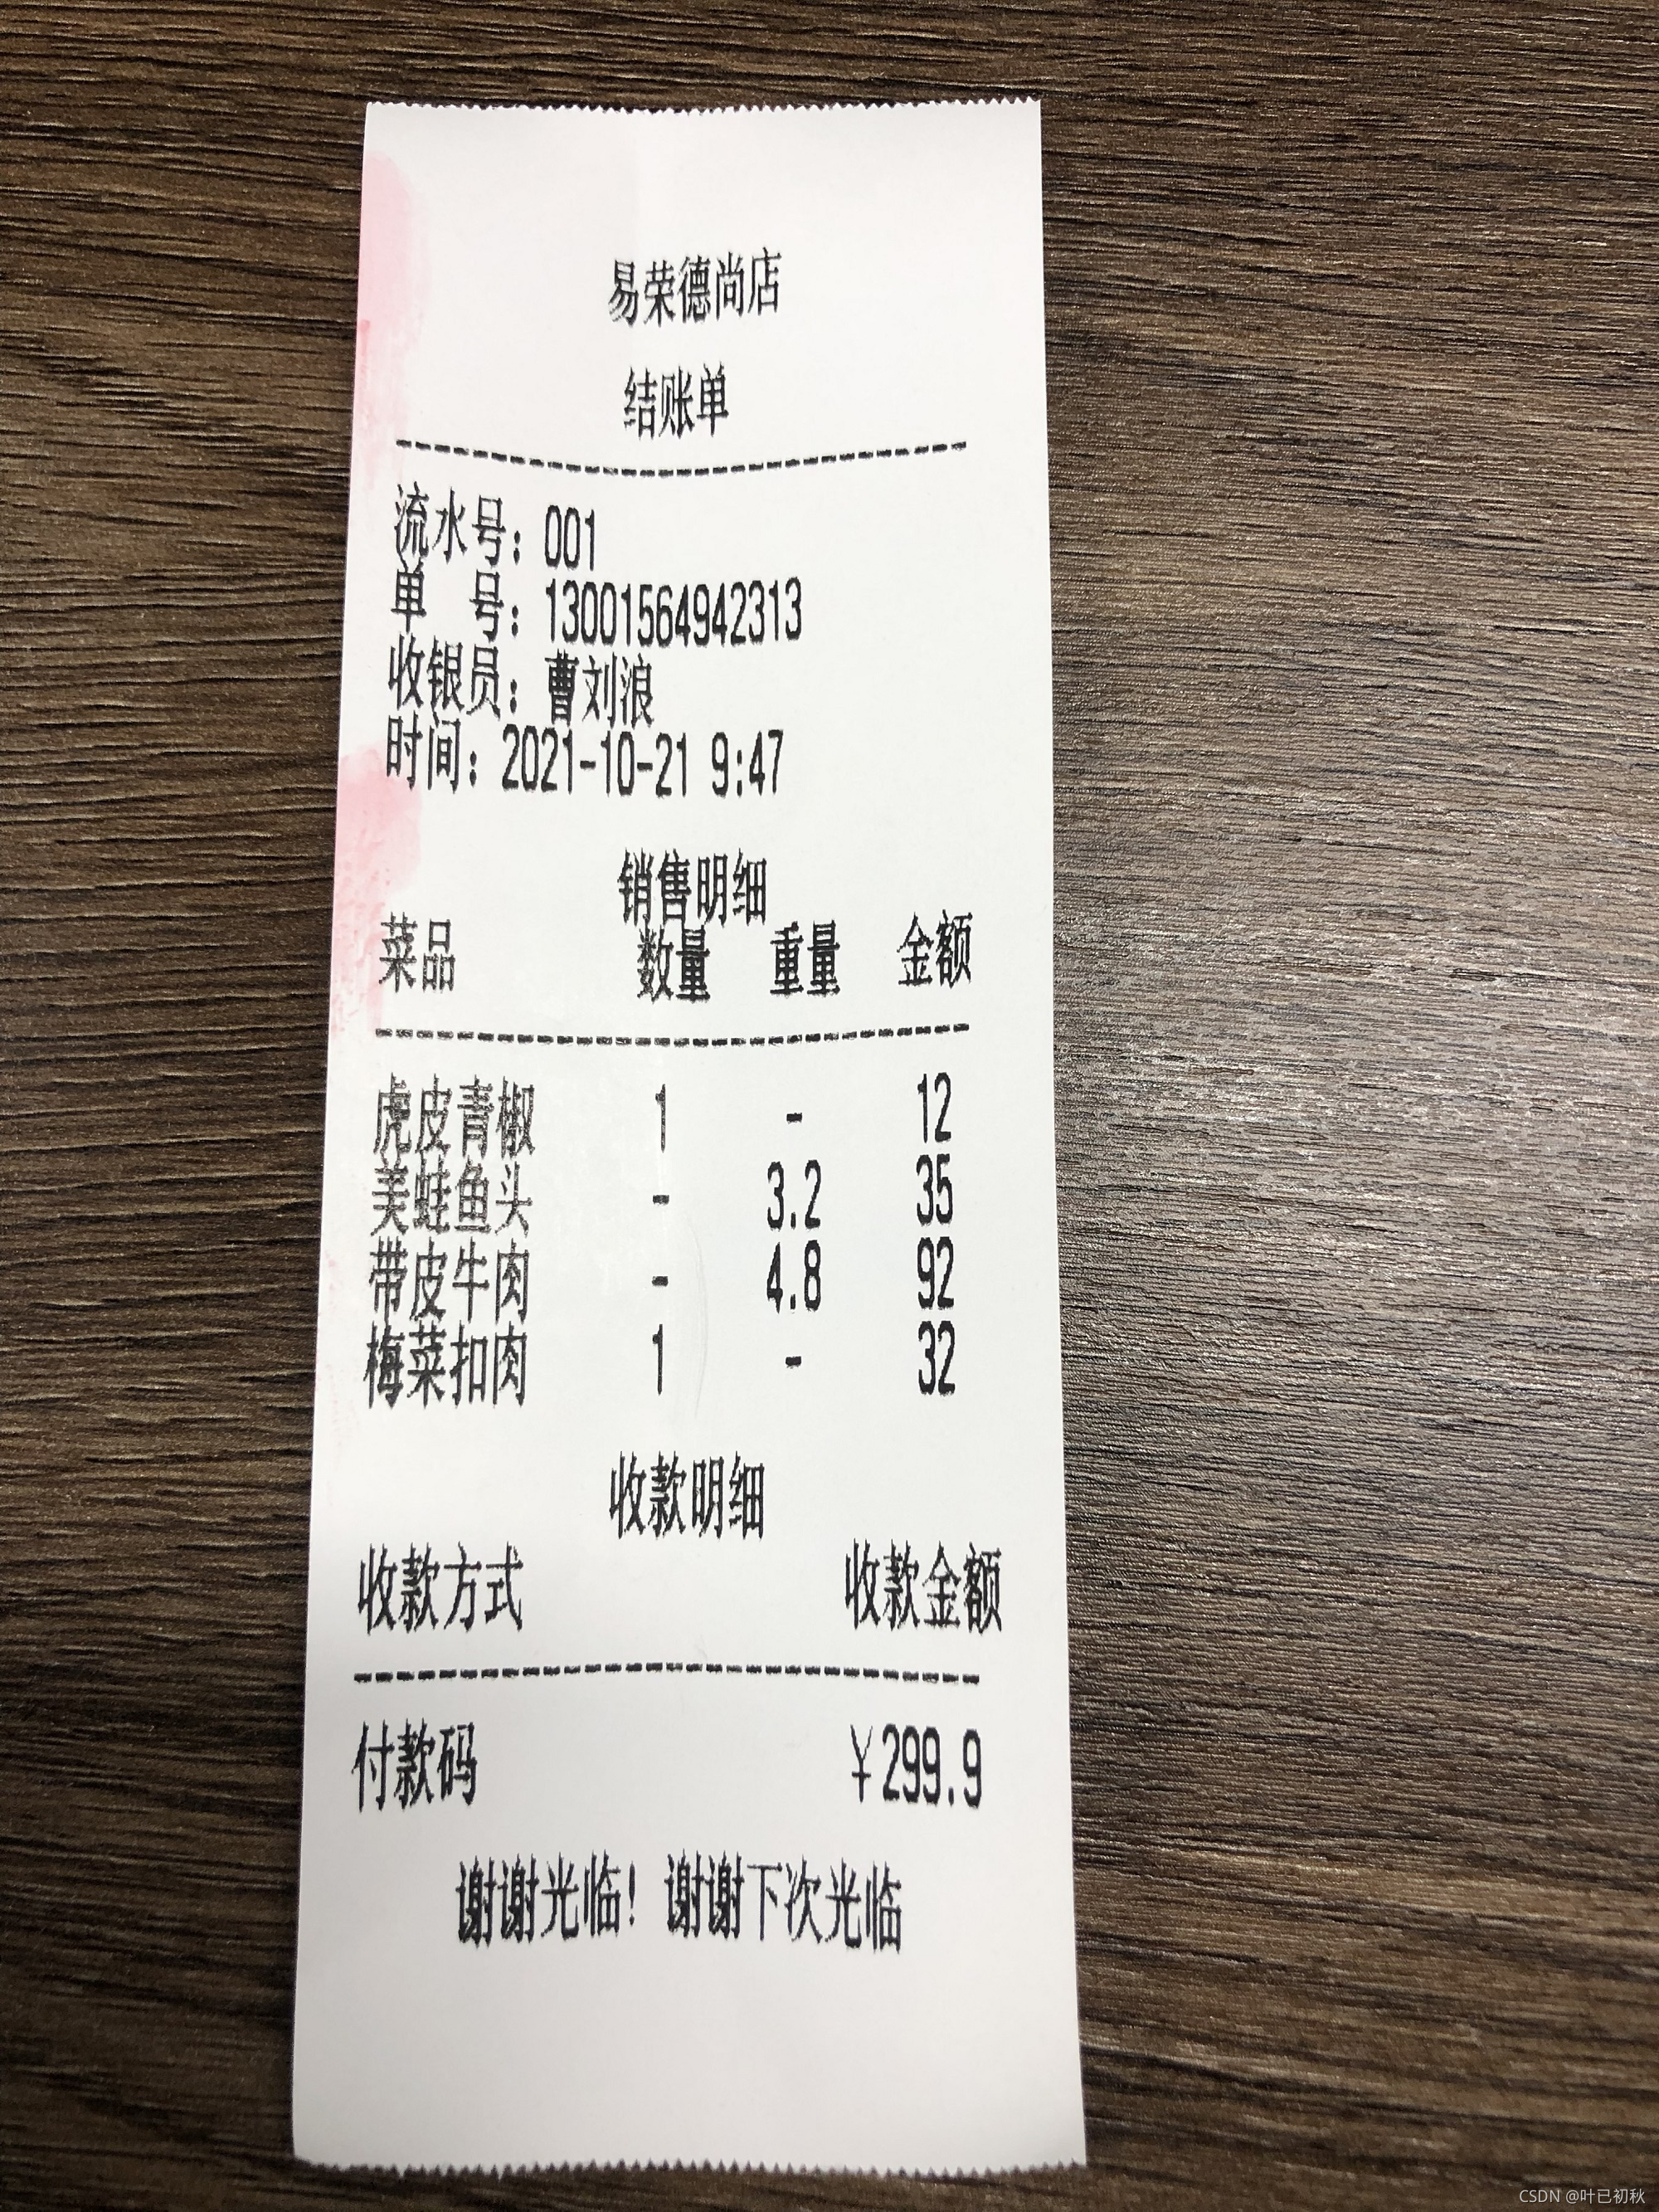 易荣德尚店
结账单
流水号：001
单　号：13001564942313
收银员：曹刘浪
时间：2021-10-21 9:47
销售明细
菜品 数量 重量 金额
虎皮青椒 1 - 12
美蛙鱼头 - 3.2 35
带皮牛肉 - 4.8 92
梅菜扣肉 1 - 32
收款明细
收款方式 收款金额
付款码 ￥299.9
谢谢光临！谢谢下次光临
CSDN @叶已初秋